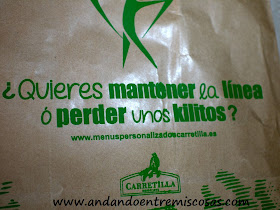 ¿Quieres mantener la línea
ó perder unos kilitos?
www.menuspersonalizadoscarretilla.es
CARRETILLA
www.andandoentremiscosas.com